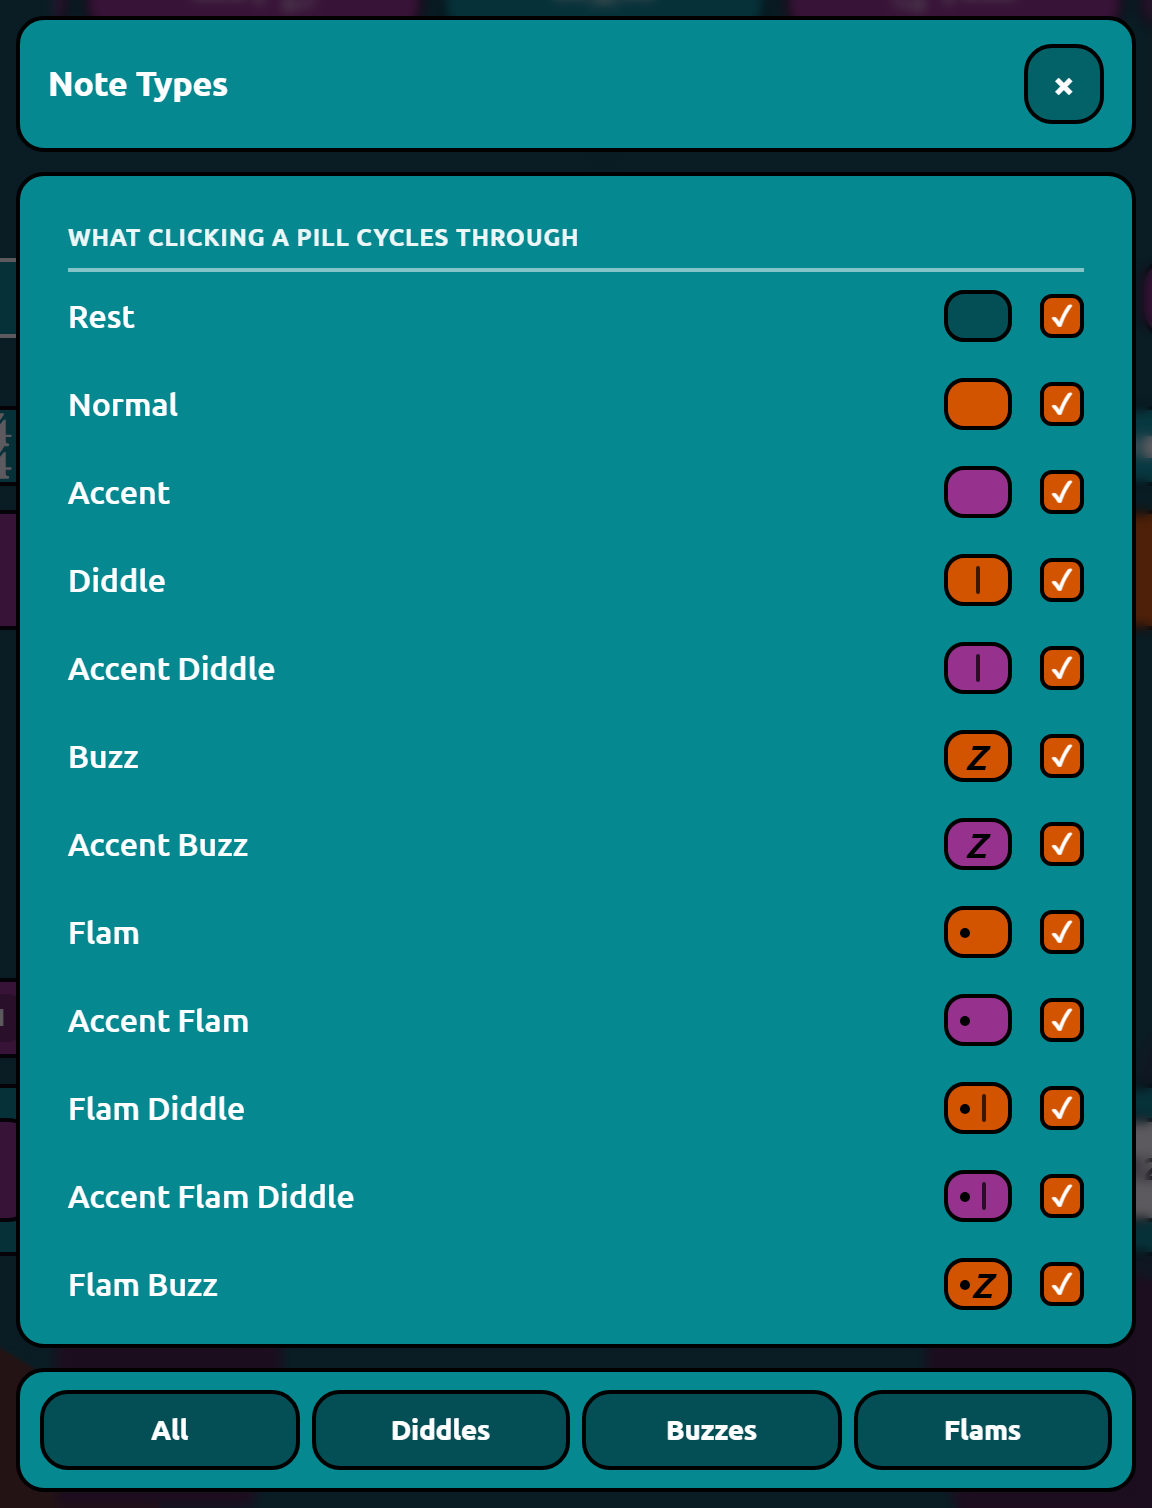 Note Types
×
WHAT CLICKING A PILL CYCLES THROUGH
Rest
Normal
Accent
Diddle
Accent Diddle
Buzz Z
Accent Buzz Z
Flam
Accent Flam
Flam Diddle
Accent Flam Diddle
Flam Buzz Z
All Diddles Buzzes Flams